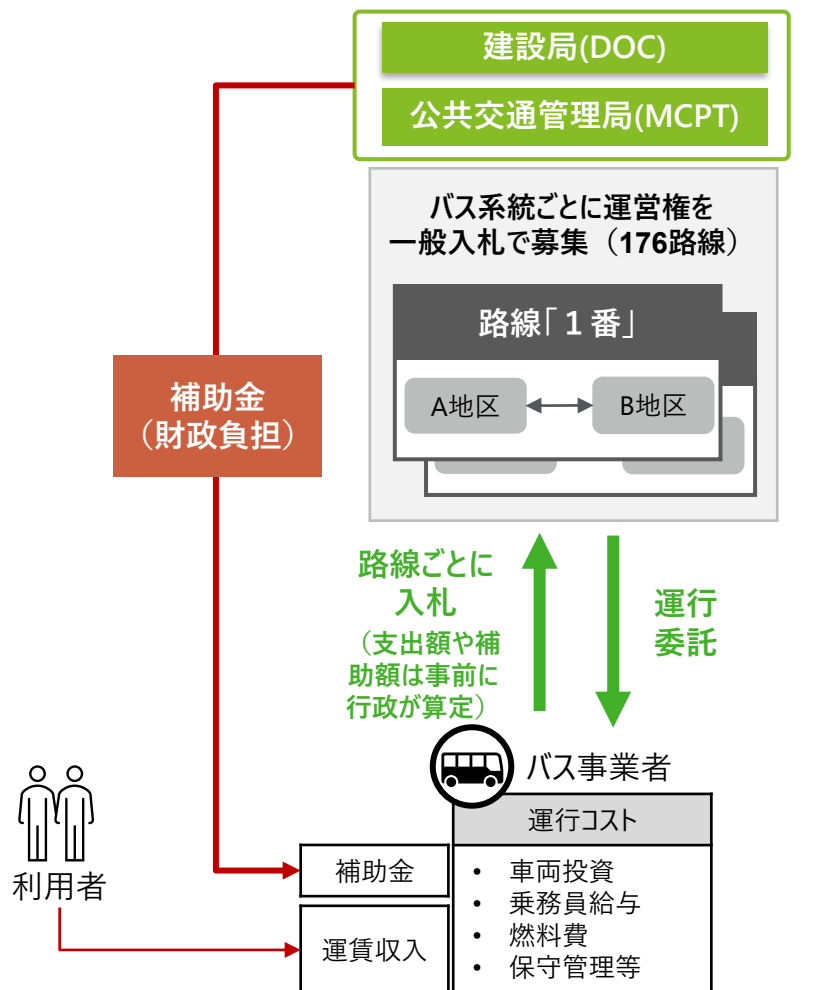 建設局(DOC)
公共交通管理局(MCPT)
バス系統ごとに運営権を
一般入札で募集（176路線）
路線「１番」
A地区
B地区
補助金
（財政負担）
路線ごとに
入札
（支出額や補
助額は事前に
行政が算定）
運行
委託
バス事業者
運行コスト
• 車両投資
• 乗務員給与
• 燃料費
• 保守管理等
補助金
運賃収入
利用者